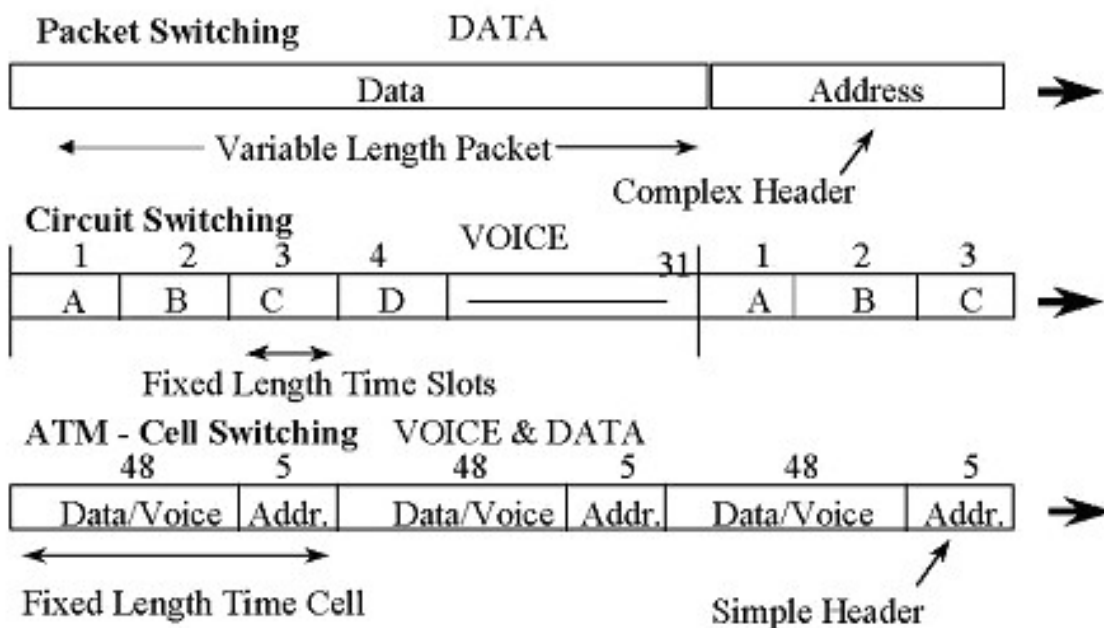 Packet Switching DATA
Data Address
Variable Length Packet
Complex Header
Circuit Switching VOICE
1 2 3 4 31 1 2 3
A B C D A B C
Fixed Length Time Slots
ATM - Cell Switching VOICE & DATA
48 5 48 5 48 5
Data/Voice Addr. Data/Voice Addr. Data/Voice Addr.
Fixed Length Time Cell
Simple Header